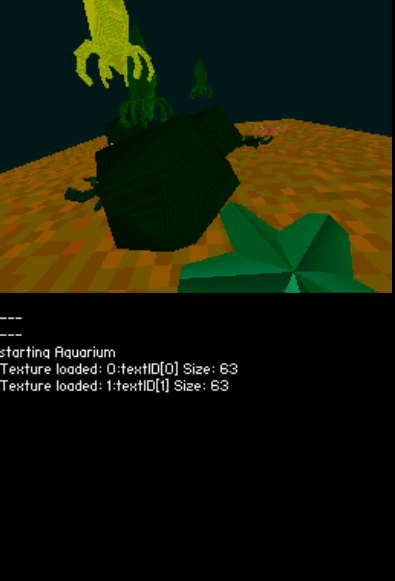 ---
---
starting Aquarium
Texture loaded: 0:textID[0] Size: 63
Texture loaded: 1:textID[1] Size: 63